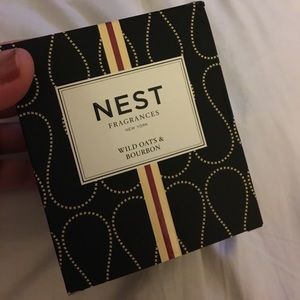 NEST
FRAGRANCES
NEW YORK
WILD OATS &
BOURBON